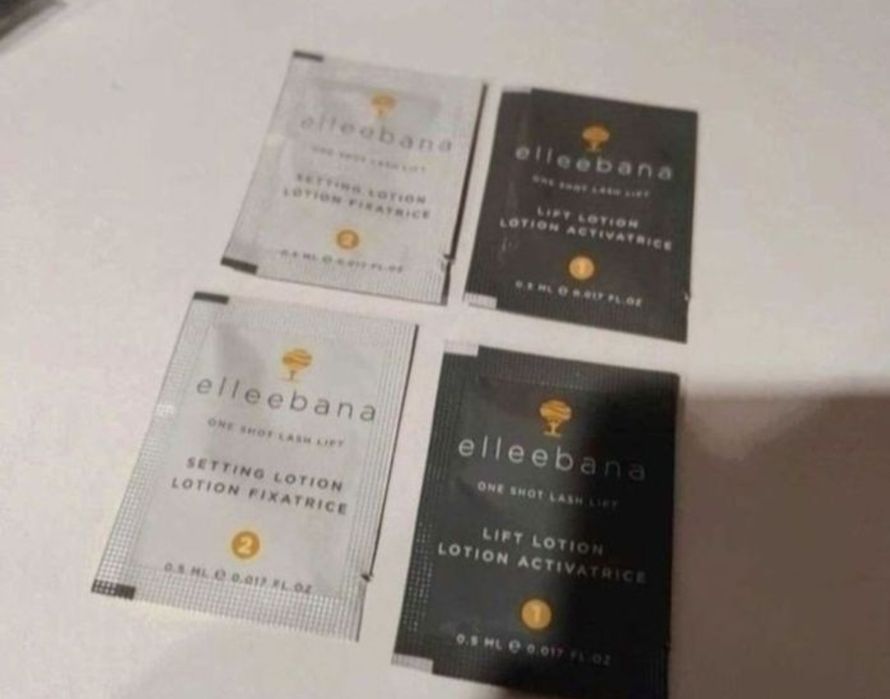 elleebana
ONE SHOT LASH LIFT
SETTING LOTION
LOTION FIXATRICE
2
0.5 ML ℮ 0.017 FL.OZ
elleebana
ONE SHOT LASH LIFT
LIFT LOTION
LOTION ACTIVATRICE
1
0.5 ML ℮ 0.017 FL.OZ
elleebana
ONE SHOT LASH LIFT
SETTING LOTION
LOTION FIXATRICE
2
0.5 ML ℮ 0.017 FL.OZ
elleebana
ONE SHOT LASH LIFT
LIFT LOTION
LOTION ACTIVATRICE
1
0.5 ML ℮ 0.017 FL.OZ